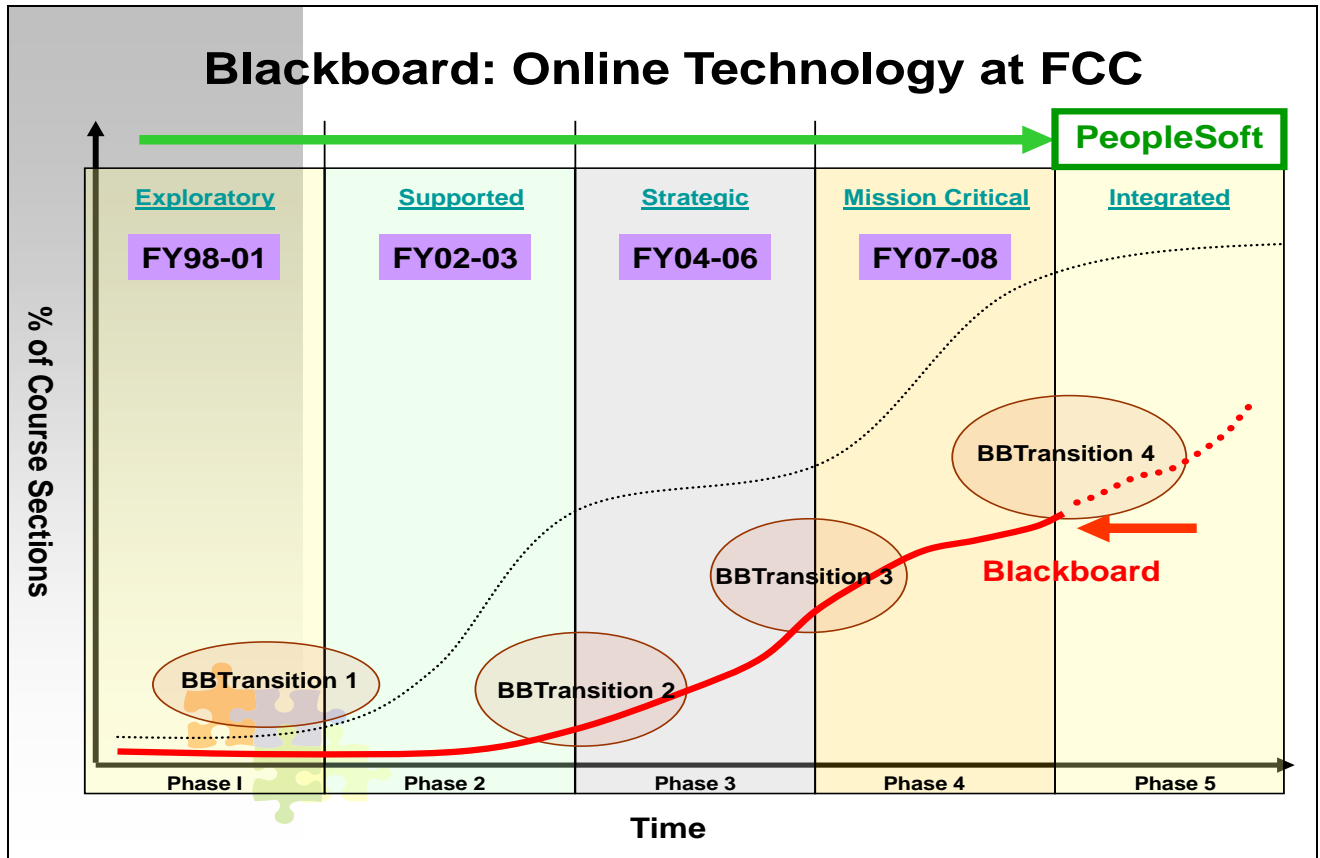 Blackboard: Online Technology at FCC
PeopleSoft
Exploratory
Supported
Strategic
Mission Critical
Integrated
FY98-01
FY02-03
FY04-06
FY07-08
% of Course Sections
BBTransition 1
BBTransition 2
BBTransition 3
BBTransition 4
Blackboard
Phase I
Phase 2
Phase 3
Phase 4
Phase 5
Time